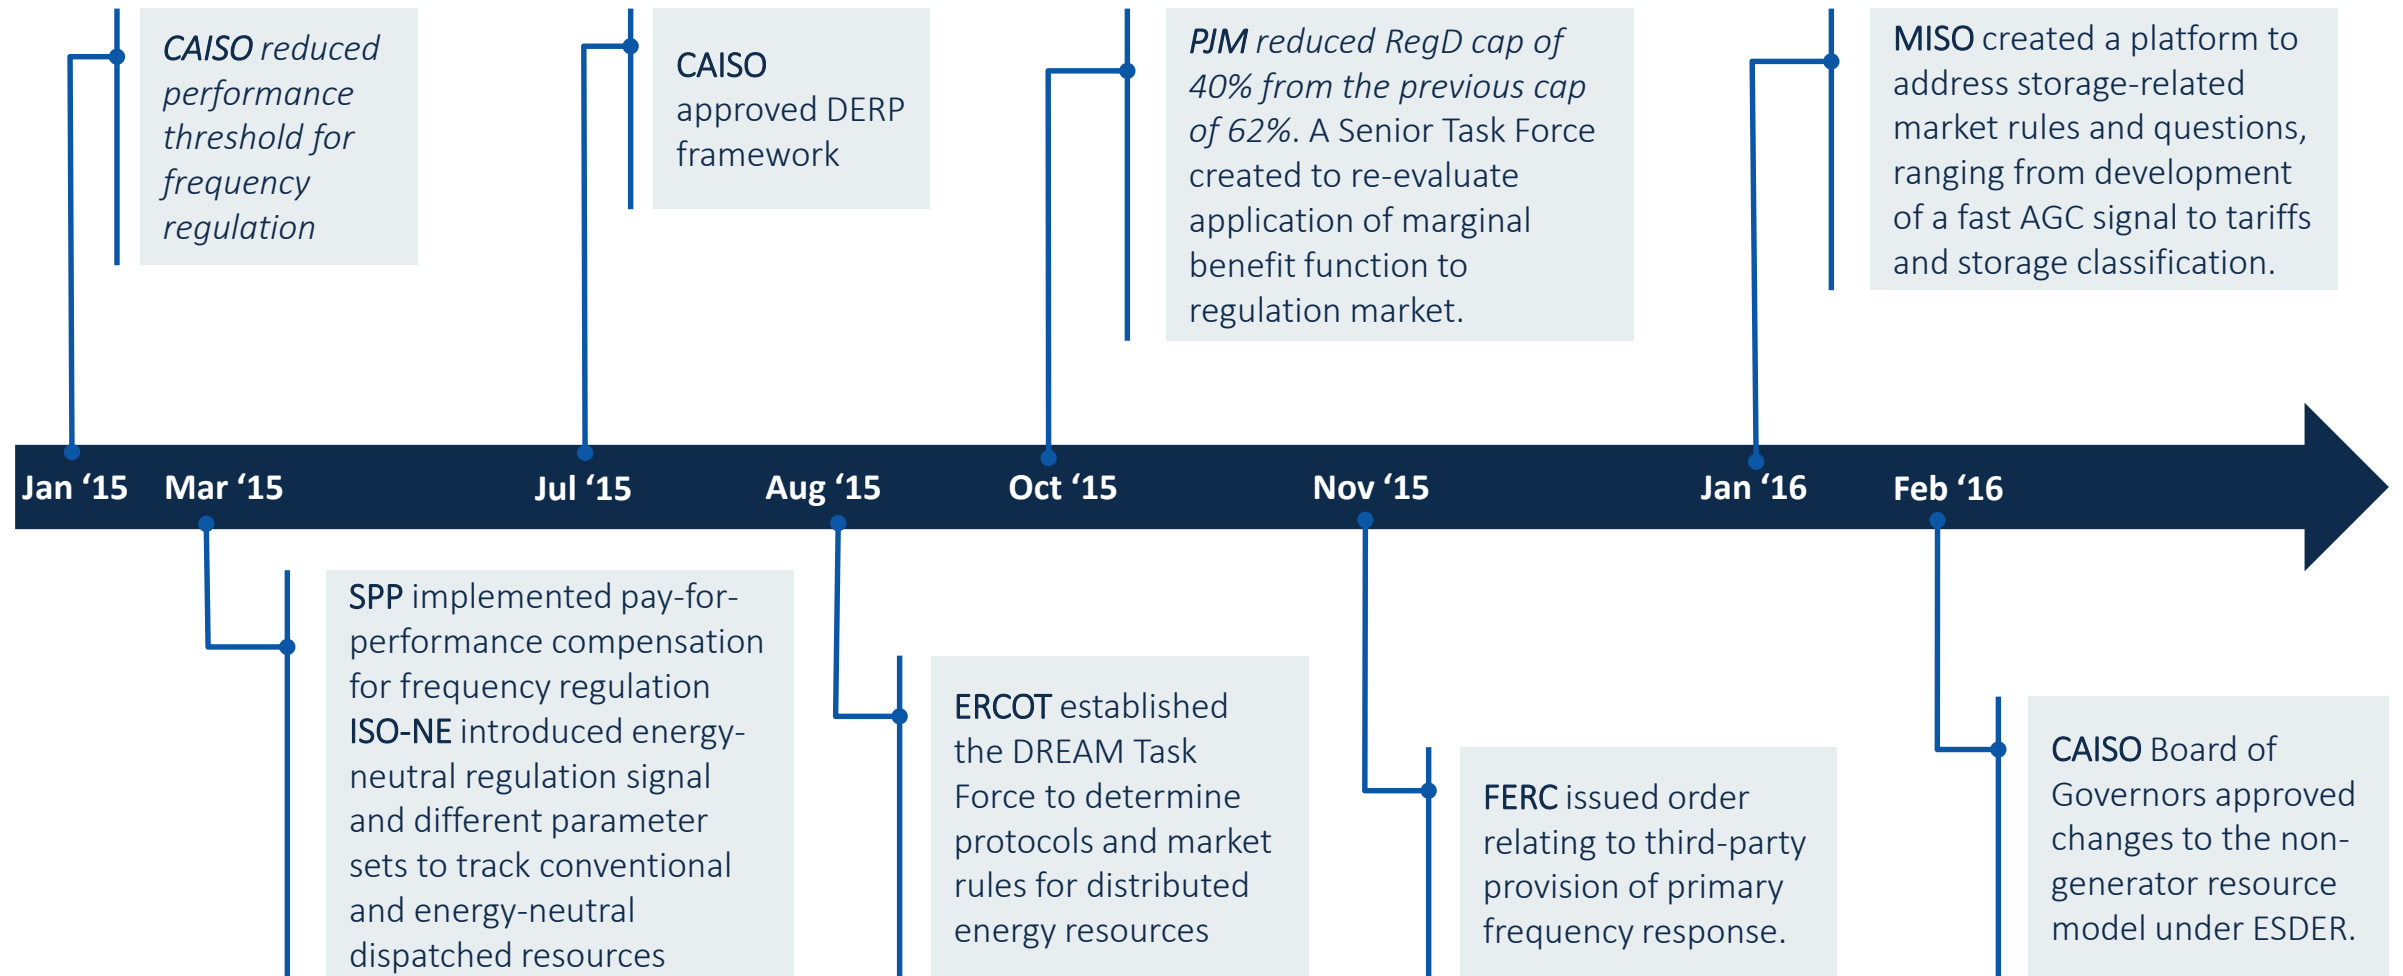 CAISO reduced
performance
threshold for
frequency
regulation
CAISO
approved DERP
framework
PJM reduced RegD cap of
40% from the previous cap
of 62%. A Senior Task Force
created to re-evaluate
application of marginal
benefit function to
regulation market.
MISO created a platform to
address storage-related
market rules and questions,
ranging from development
of a fast AGC signal to tariffs
and storage classification.
Jan ‘15 Mar ‘15 Jul ‘15 Aug ‘15 Oct ‘15 Nov ‘15 Jan ‘16 Feb ‘16
SPP implemented pay-for-
performance compensation
for frequency regulation
ISO-NE introduced energy-
neutral regulation signal
and different parameter
sets to track conventional
and energy-neutral
dispatched resources
ERCOT established
the DREAM Task
Force to determine
protocols and market
rules for distributed
energy resources
FERC issued order
relating to third-party
provision of primary
frequency response.
CAISO Board of
Governors approved
changes to the non-
generator resource
model under ESDER.